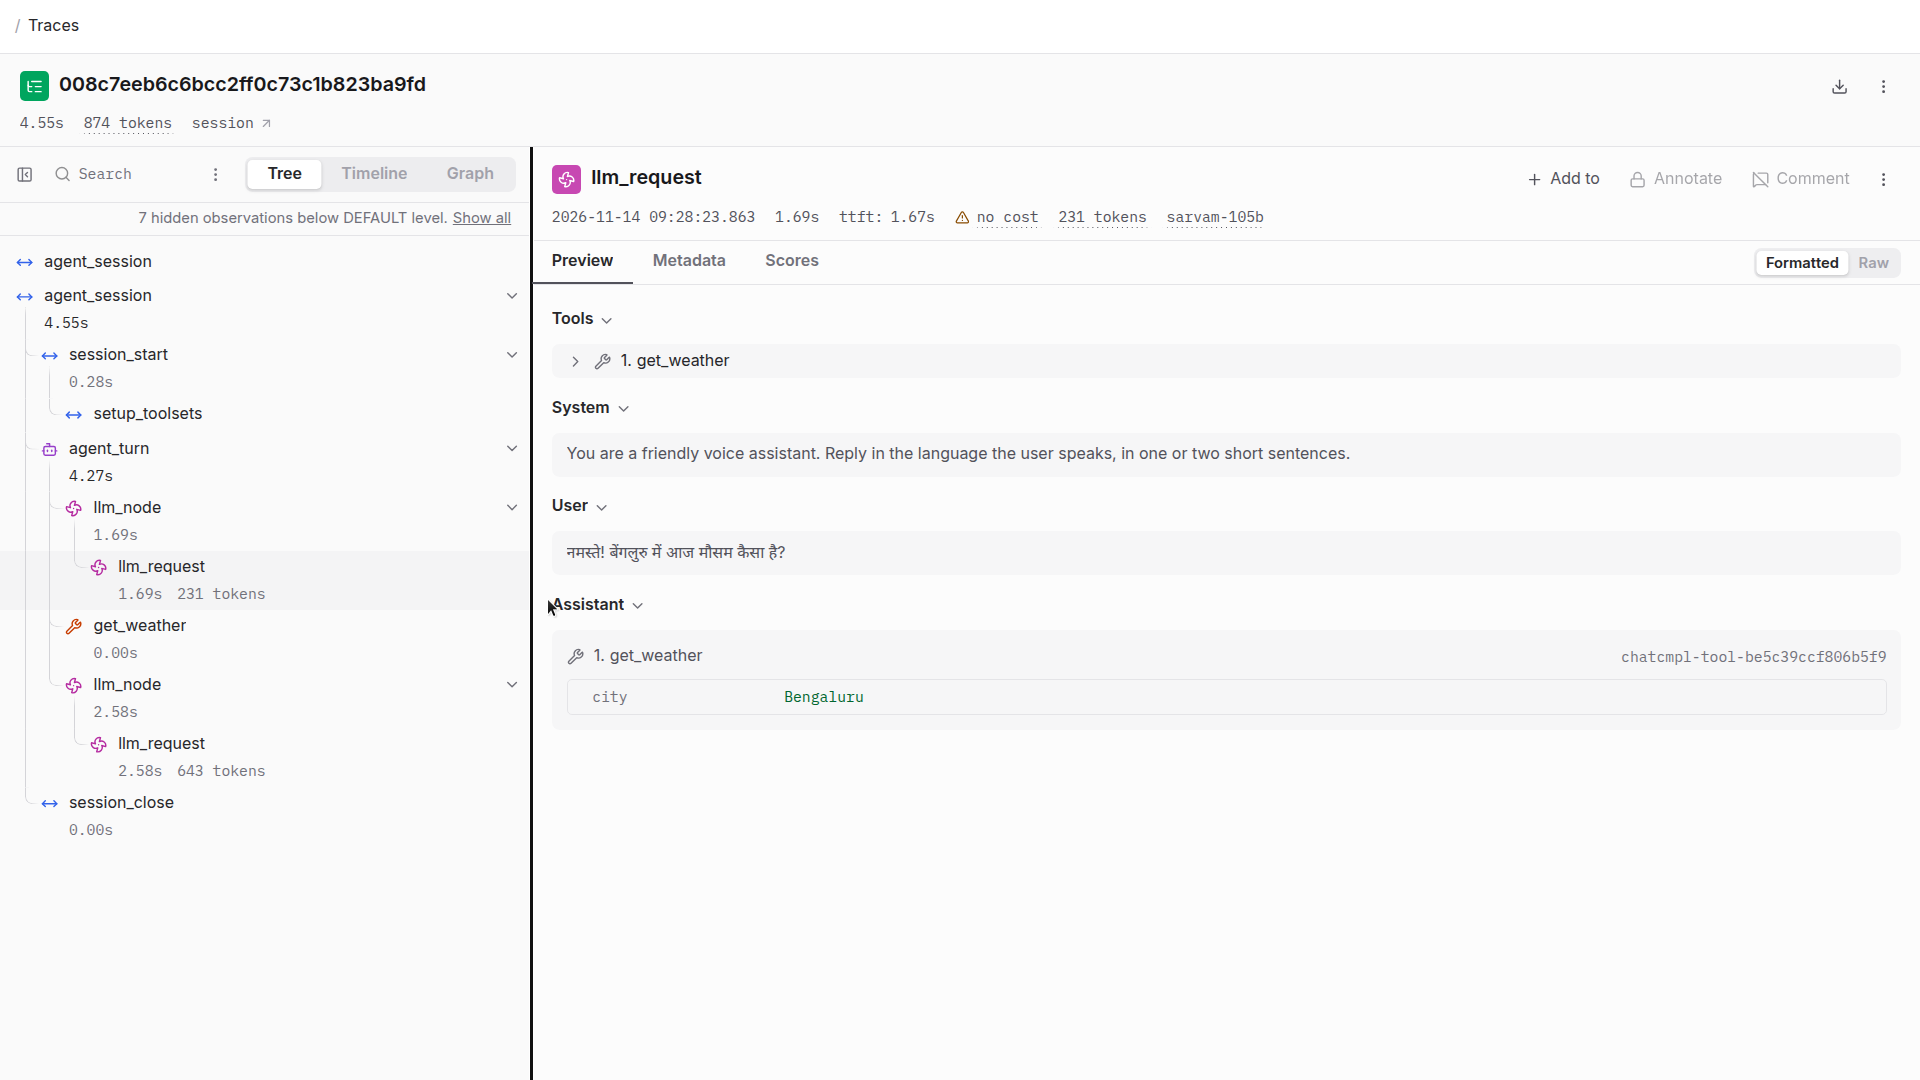 / Traces
008c7eeb6c6bcc2ff0c73c1b823ba9fd
4.55s 874 tokens session
Search
Tree Timeline Graph
7 hidden observations below DEFAULT level. Show all
agent_session
agent_session
4.55s
session_start
0.28s
setup_toolsets
agent_turn
4.27s
llm_node
1.69s
llm_request
1.69s 231 tokens
get_weather
0.00s
llm_node
2.58s
llm_request
2.58s 643 tokens
session_close
0.00s
llm_request
Add to Annotate Comment
2026-11-14 09:28:23.863 1.69s ttft: 1.67s no cost 231 tokens sarvam-105b
Preview Metadata Scores
Formatted Raw
Tools
1. get_weather
System
You are a friendly voice assistant. Reply in the language the user speaks, in one or two short sentences.
User
नमस्ते! बेंगलुरु में आज मौसम कैसा है?
Assistant
1. get_weather chatcmpl-tool-be5c39ccf806b5f9
city Bengaluru